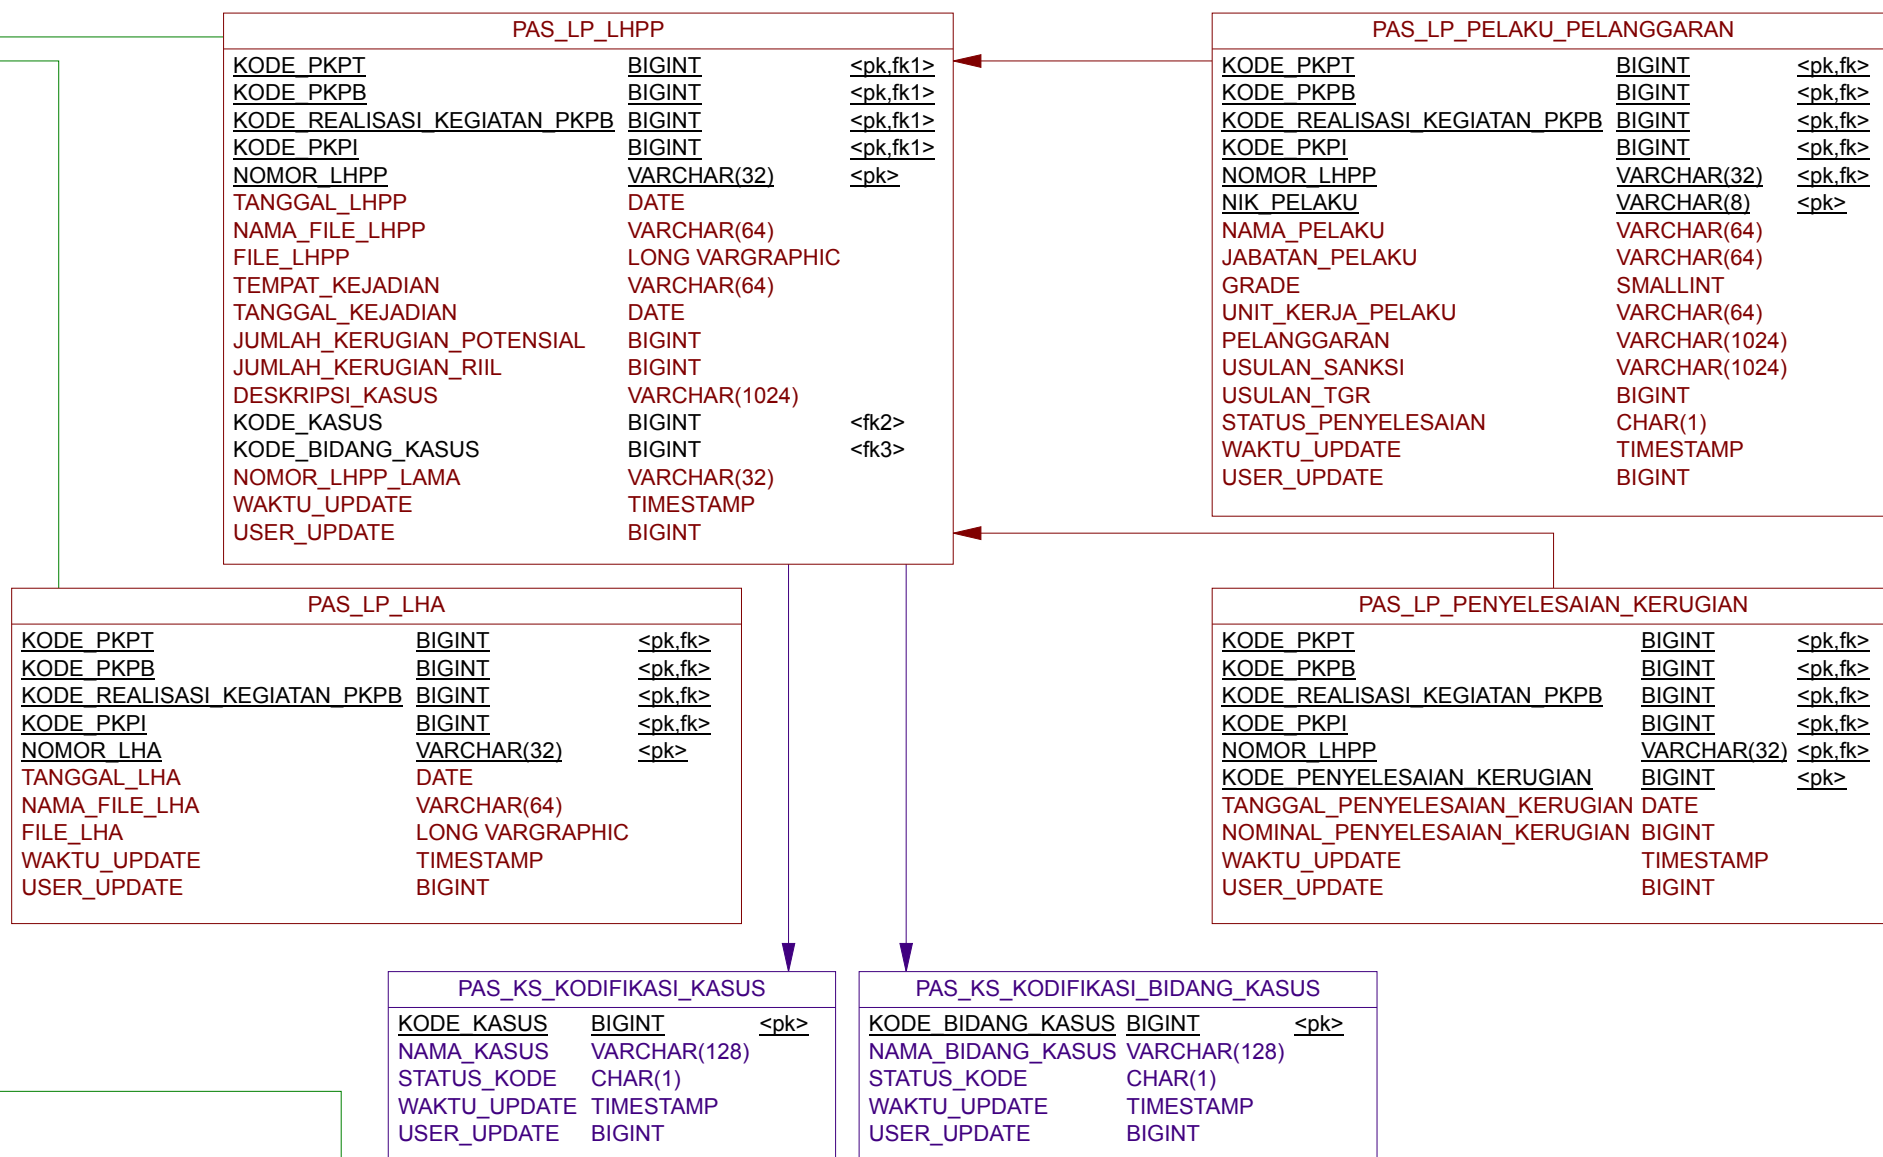 PAS_LP_LHPP
KODE_PKPT BIGINT <pk,fk1>
KODE_PKPB BIGINT <pk,fk1>
KODE_REALISASI_KEGIATAN_PKPB BIGINT <pk,fk1>
KODE_PKPI BIGINT <pk,fk1>
NOMOR_LHPP VARCHAR(32) <pk>
TANGGAL_LHPP DATE
NAMA_FILE_LHPP VARCHAR(64)
FILE_LHPP LONG VARGRAPHIC
TEMPAT_KEJADIAN VARCHAR(64)
TANGGAL_KEJADIAN DATE
JUMLAH_KERUGIAN_POTENSIAL BIGINT
JUMLAH_KERUGIAN_RIIL BIGINT
DESKRIPSI_KASUS VARCHAR(1024)
KODE_KASUS BIGINT <fk2>
KODE_BIDANG_KASUS BIGINT <fk3>
NOMOR_LHPP_LAMA VARCHAR(32)
WAKTU_UPDATE TIMESTAMP
USER_UPDATE BIGINT
PAS_LP_PELAKU_PELANGGARAN
KODE_PKPT BIGINT <pk,fk>
KODE_PKPB BIGINT <pk,fk>
KODE_REALISASI_KEGIATAN_PKPB BIGINT <pk,fk>
KODE_PKPI BIGINT <pk,fk>
NOMOR_LHPP VARCHAR(32) <pk,fk>
NIK_PELAKU VARCHAR(8) <pk>
NAMA_PELAKU VARCHAR(64)
JABATAN_PELAKU VARCHAR(64)
GRADE SMALLINT
UNIT_KERJA_PELAKU VARCHAR(64)
PELANGGARAN VARCHAR(1024)
USULAN_SANKSI VARCHAR(1024)
USULAN_TGR BIGINT
STATUS_PENYELESAIAN CHAR(1)
WAKTU_UPDATE TIMESTAMP
USER_UPDATE BIGINT
PAS_LP_LHA
KODE_PKPT BIGINT <pk,fk>
KODE_PKPB BIGINT <pk,fk>
KODE_REALISASI_KEGIATAN_PKPB BIGINT <pk,fk>
KODE_PKPI BIGINT <pk,fk>
NOMOR_LHA VARCHAR(32) <pk>
TANGGAL_LHA DATE
NAMA_FILE_LHA VARCHAR(64)
FILE_LHA LONG VARGRAPHIC
WAKTU_UPDATE TIMESTAMP
USER_UPDATE BIGINT
PAS_LP_PENYELESAIAN_KERUGIAN
KODE_PKPT BIGINT <pk,fk>
KODE_PKPB BIGINT <pk,fk>
KODE_REALISASI_KEGIATAN_PKPB BIGINT <pk,fk>
KODE_PKPI BIGINT <pk,fk>
NOMOR_LHPP VARCHAR(32) <pk,fk>
KODE_PENYELESAIAN_KERUGIAN BIGINT <pk>
TANGGAL_PENYELESAIAN_KERUGIAN DATE
NOMINAL_PENYELESAIAN_KERUGIAN BIGINT
WAKTU_UPDATE TIMESTAMP
USER_UPDATE BIGINT
PAS_KS_KODIFIKASI_KASUS
KODE_KASUS BIGINT <pk>
NAMA_KASUS VARCHAR(128)
STATUS_KODE CHAR(1)
WAKTU_UPDATE TIMESTAMP
USER_UPDATE BIGINT
PAS_KS_KODIFIKASI_BIDANG_KASUS
KODE_BIDANG_KASUS BIGINT <pk>
NAMA_BIDANG_KASUS VARCHAR(128)
STATUS_KODE CHAR(1)
WAKTU_UPDATE TIMESTAMP
USER_UPDATE BIGINT